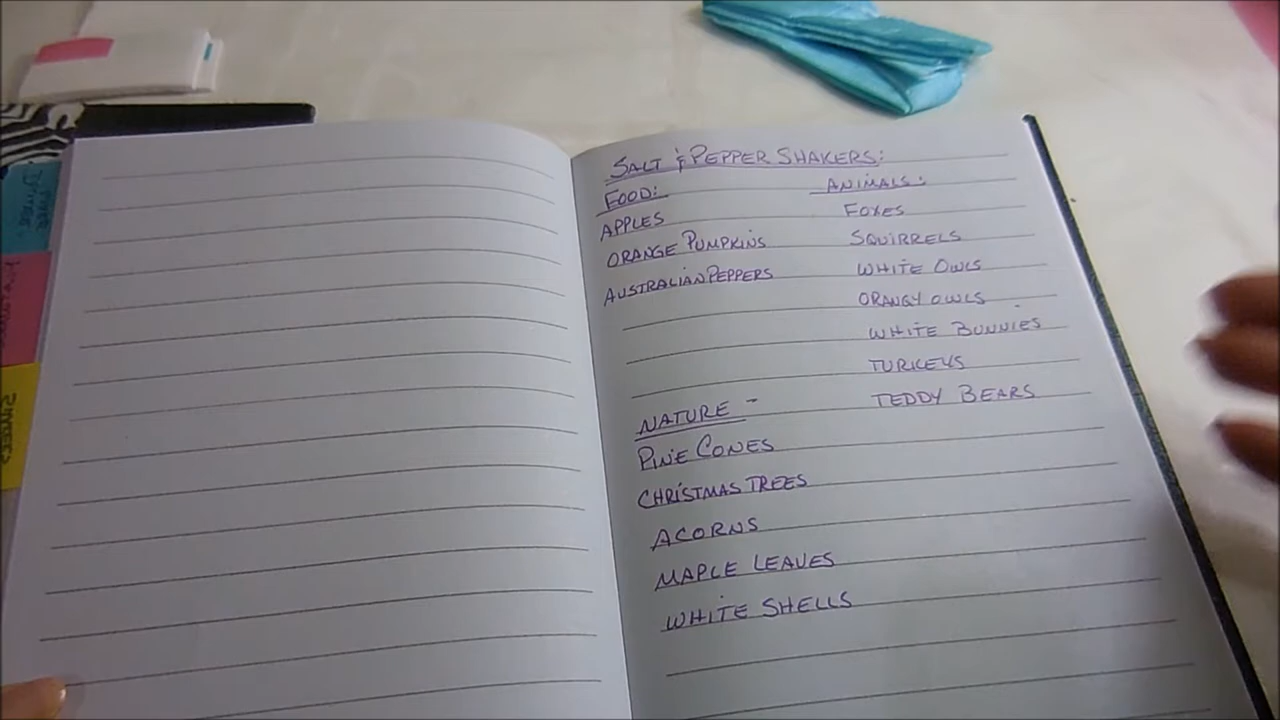 SALT & PEPPER SHAKERS:
FOOD:
APPLES
ORANGE PUMPKINS
AUSTRALIAN PEPPERS
NATURE -
PINE CONES
CHRISTMAS TREES
ACORNS
MAPLE LEAVES
WHITE SHELLS
ANIMALS:
FOXES
SQUIRRELS
WHITE OWLS
ORANGY OWLS
WHITE BUNNIES
TURKEYS
TEDDY BEARS